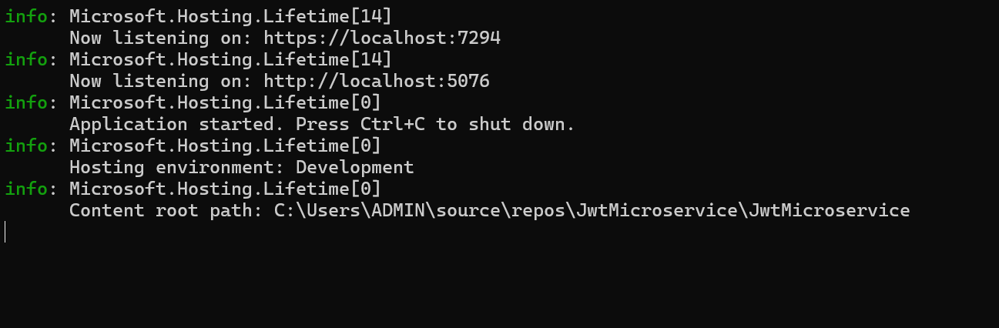 info: Microsoft.Hosting.Lifetime[14]
Now listening on: https://localhost:7294
info: Microsoft.Hosting.Lifetime[14]
Now listening on: http://localhost:5076
info: Microsoft.Hosting.Lifetime[0]
Application started. Press Ctrl+C to shut down.
info: Microsoft.Hosting.Lifetime[0]
Hosting environment: Development
info: Microsoft.Hosting.Lifetime[0]
Content root path: C:\Users\ADMIN\source\repos\JwtMicroservice\JwtMicroservice